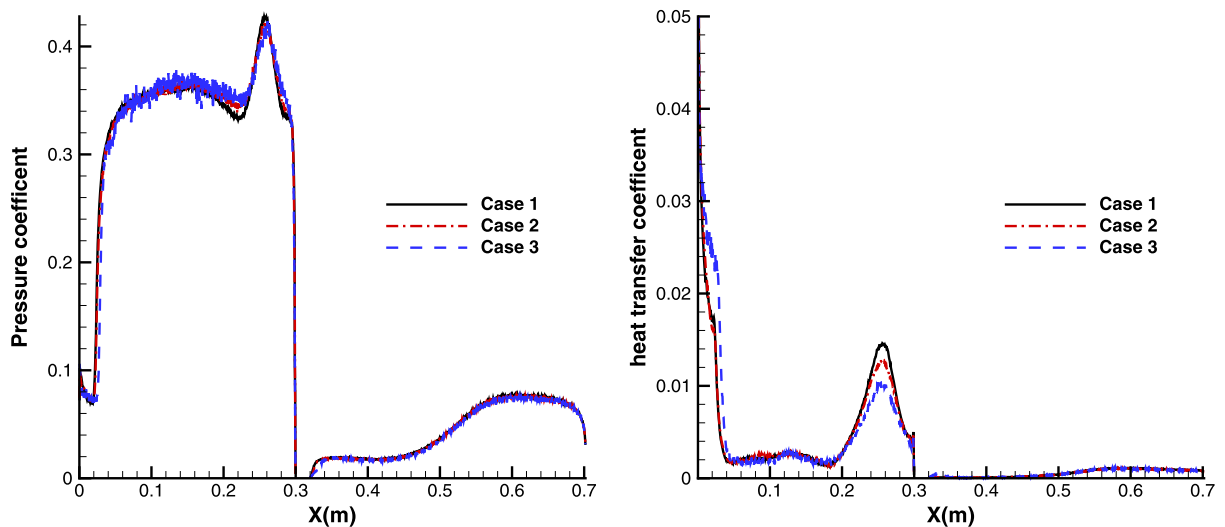 0.4
0.3
0.2
0.1
0
Pressure coefficent
Case 1
Case 2
Case 3
0 0.1 0.2 0.3 0.4 0.5 0.6 0.7
X(m)
0.05
0.04
0.03
0.02
0.01
0
heat transfer coefficent
Case 1
Case 2
Case 3
0.1 0.2 0.3 0.4 0.5 0.6 0.7
X(m)